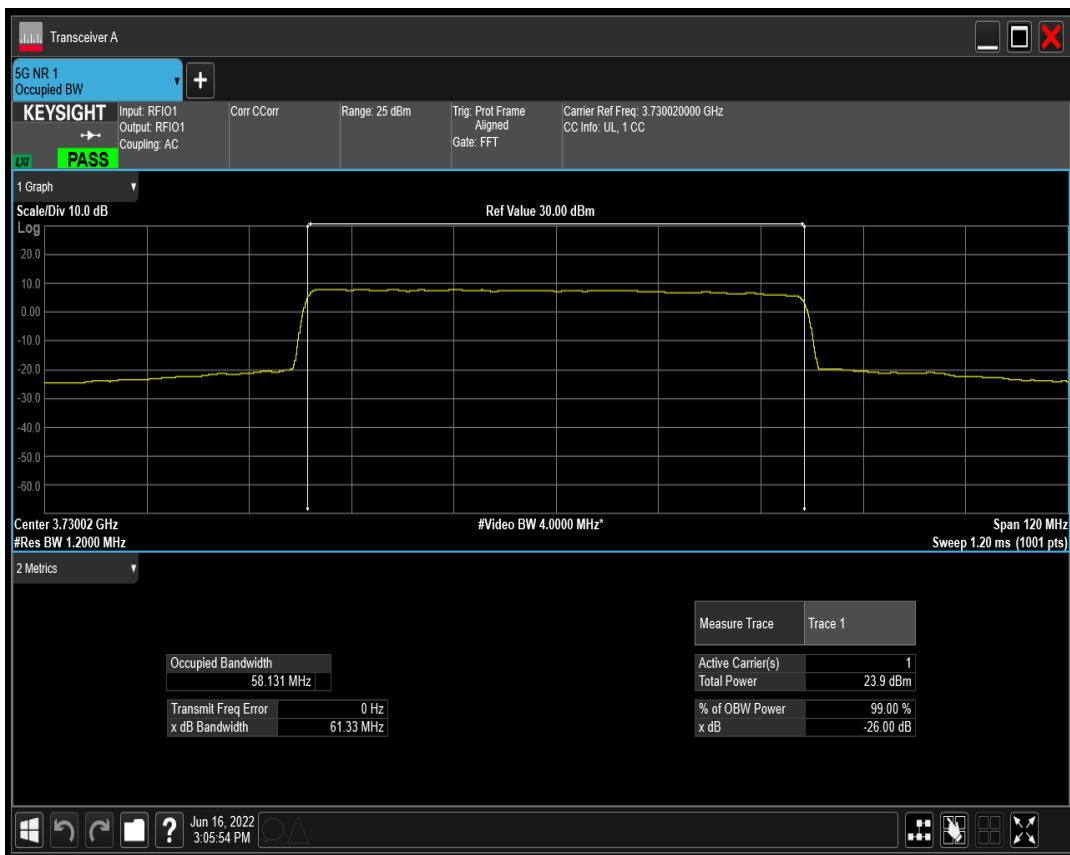 Transceiver A
5G NR 1
Occupied BW
+
KEYSIGHT
LXI
PASS
Input: RFIO1
Output: RFIO1
Coupling: AC
Corr CCorr
Range: 25 dBm
Trig: Prot Frame
Aligned
Gate: FFT
Carrier Ref Freq: 3.730020000 GHz
CC Info: UL, 1 CC
1 Graph
Scale/Div 10.0 dB
Ref Value 30.00 dBm
Log
20.0
10.0
0.00
-10.0
-20.0
-30.0
-40.0
-50.0
-60.0
Center 3.73002 GHz
#Video BW 4.0000 MHz*
Span 120 MHz
#Res BW 1.2000 MHz
Sweep 1.20 ms (1001 pts)
2 Metrics
Measure Trace Trace 1
Occupied Bandwidth
58.131 MHz
Active Carrier(s) 1
Total Power 23.9 dBm
Transmit Freq Error 0 Hz
x dB Bandwidth 61.33 MHz
% of OBW Power 99.00 %
x dB -26.00 dB
?
Jun 16, 2022
3:05:54 PM